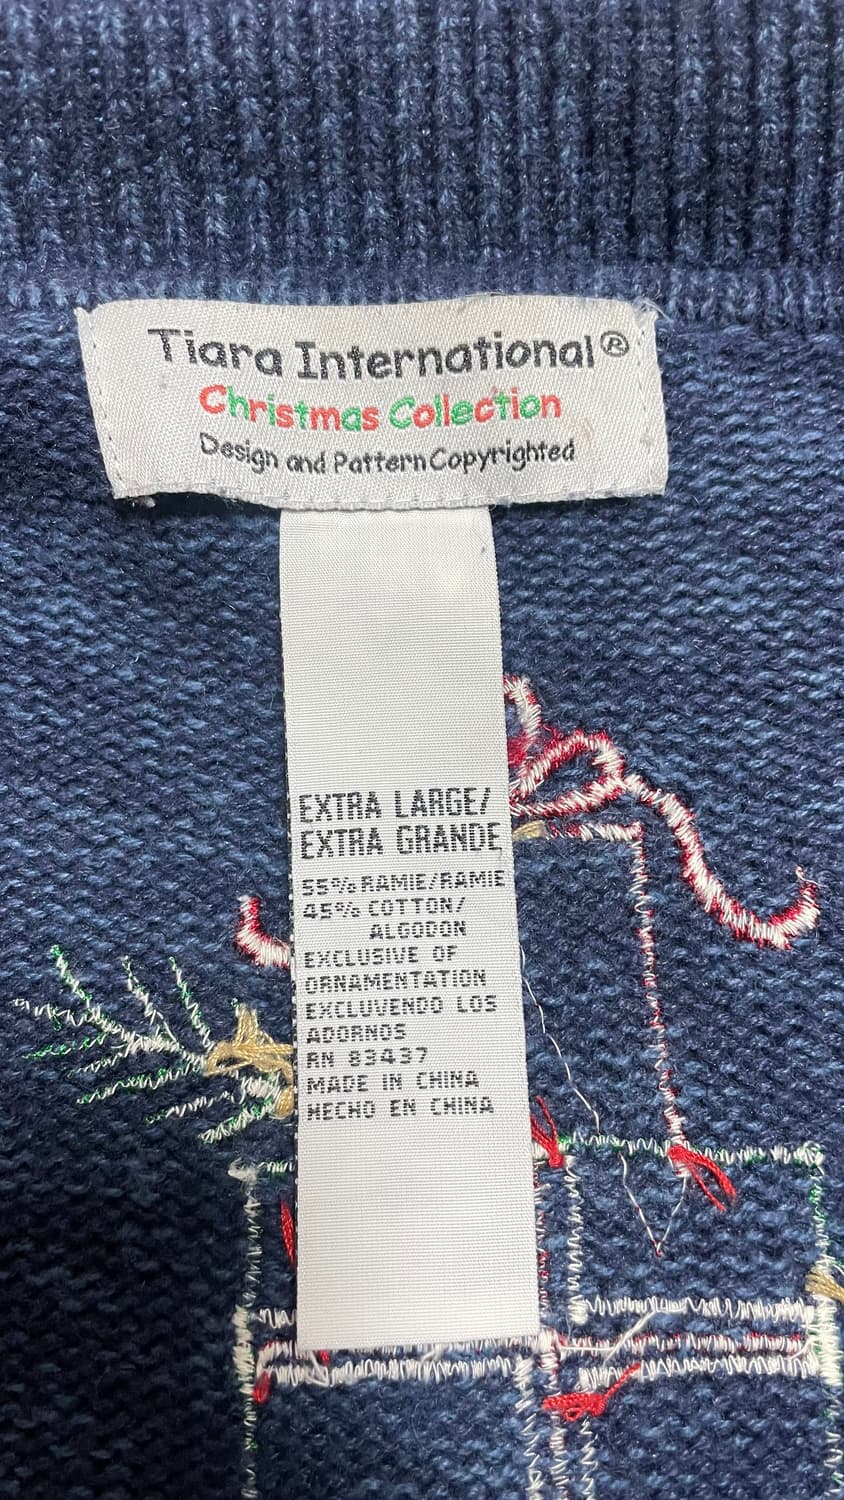 Tiara International®
Christmas Collection
Design and Pattern Copyrighted
EXTRA LARGE/
EXTRA GRANDE
55% RAMIE/RAMIE
45% COTTON/
ALGODON
EXCLUSIVE OF
ORNAMENTATION
EXCLUVENDO LOS
ADORNOS
RN 83437
MADE IN CHINA
HECHO EN CHINA